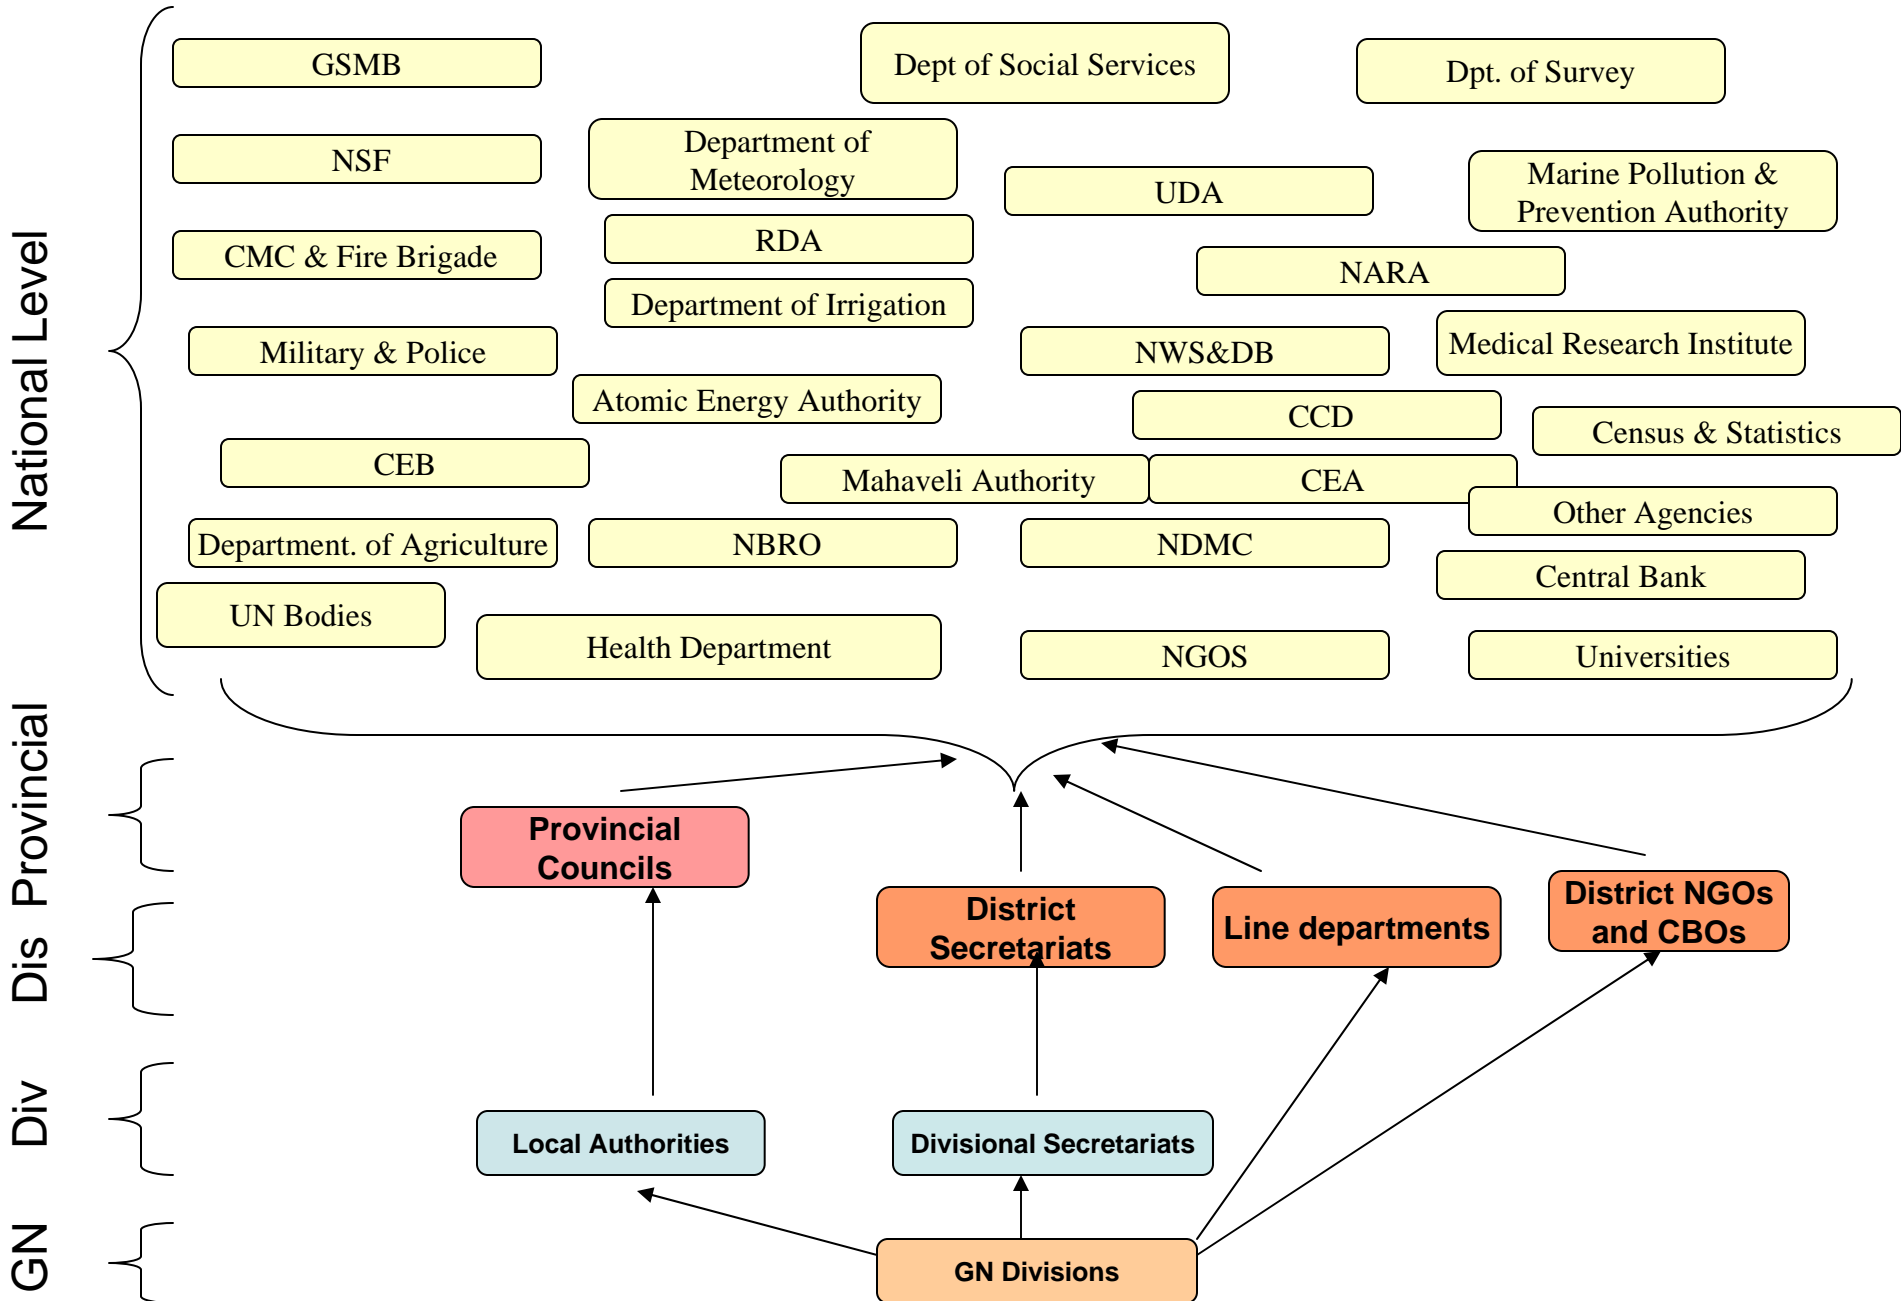 GSMB
Dept of Social Services
Dpt. of Survey
NSF
Department of
Meteorology
UDA
Marine Pollution &
Prevention Authority
CMC & Fire Brigade
RDA
NARA
Department of Irrigation
Military & Police
NWS&DB
Medical Research Institute
Atomic Energy Authority
CCD
Census & Statistics
CEB
Mahaveli Authority
CEA
Other Agencies
Department. of Agriculture
NBRO
NDMC
Central Bank
UN Bodies
Health Department
NGOS
Universities
National Level
Provincial
Provincial
Councils
Dis
District
Secretariats
Line departments
District NGOs
and CBOs
Div
Local Authorities
Divisional Secretariats
GN
GN Divisions